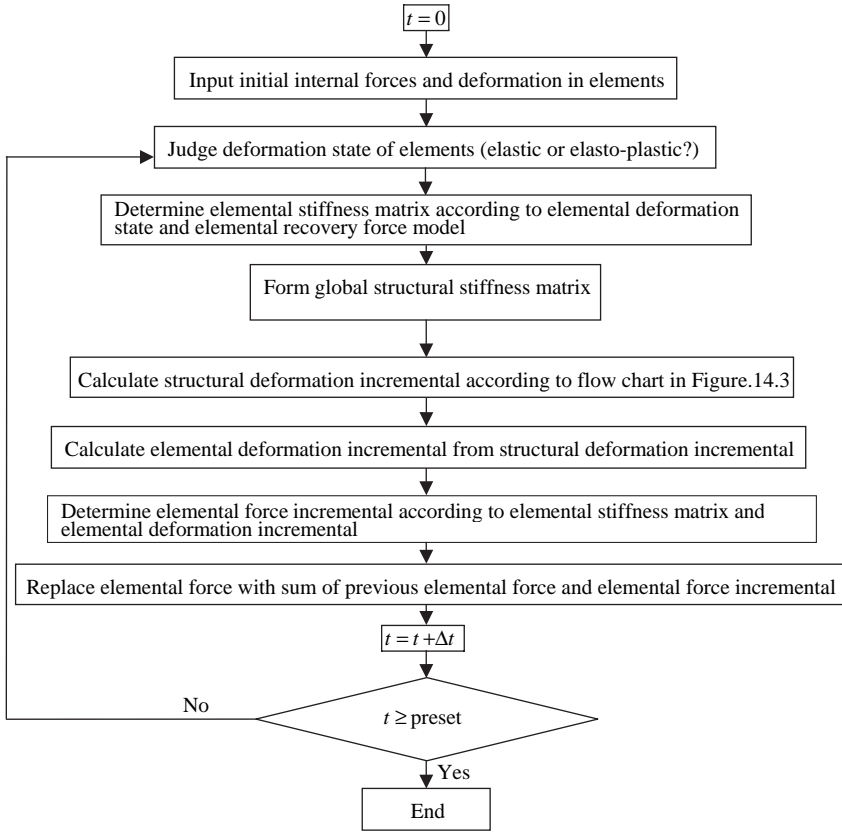 t = 0
Input initial internal forces and deformation in elements
Judge deformation state of elements (elastic or elasto-plastic?)
Determine elemental stiffness matrix according to elemental deformation
state and elemental recovery force model
Form global structural stiffness matrix
Calculate structural deformation incremental according to flow chart in Figure.14.3
Calculate elemental deformation incremental from structural deformation incremental
Determine elemental force incremental according to elemental stiffness matrix and
elemental deformation incremental
Replace elemental force with sum of previous elemental force and elemental force incremental
t = t + Δt
No
t ≥ preset
Yes
End